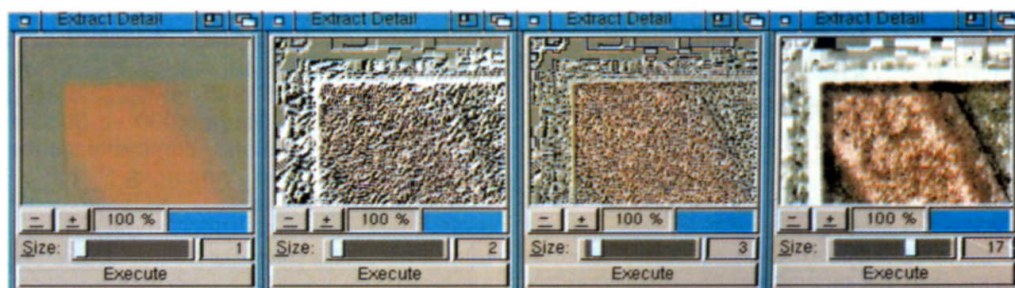 Extract Detail
100 %
Size: 1
Execute
Extract Detail
100 %
Size: 2
Execute
Extract Detail
100 %
Size: 3
Execute
Extract Detail
100 %
Size: 17
Execute